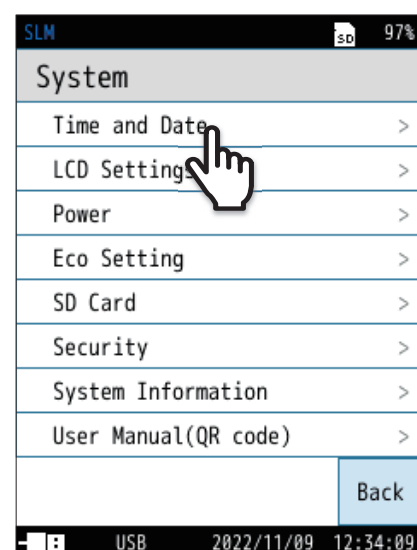 SLM SD 97%
System
Time and Date >
LCD Settings >
Power >
Eco Setting >
SD Card >
Security >
System Information >
User Manual(QR code) >
Back
USB 2022/11/09 12:34:09